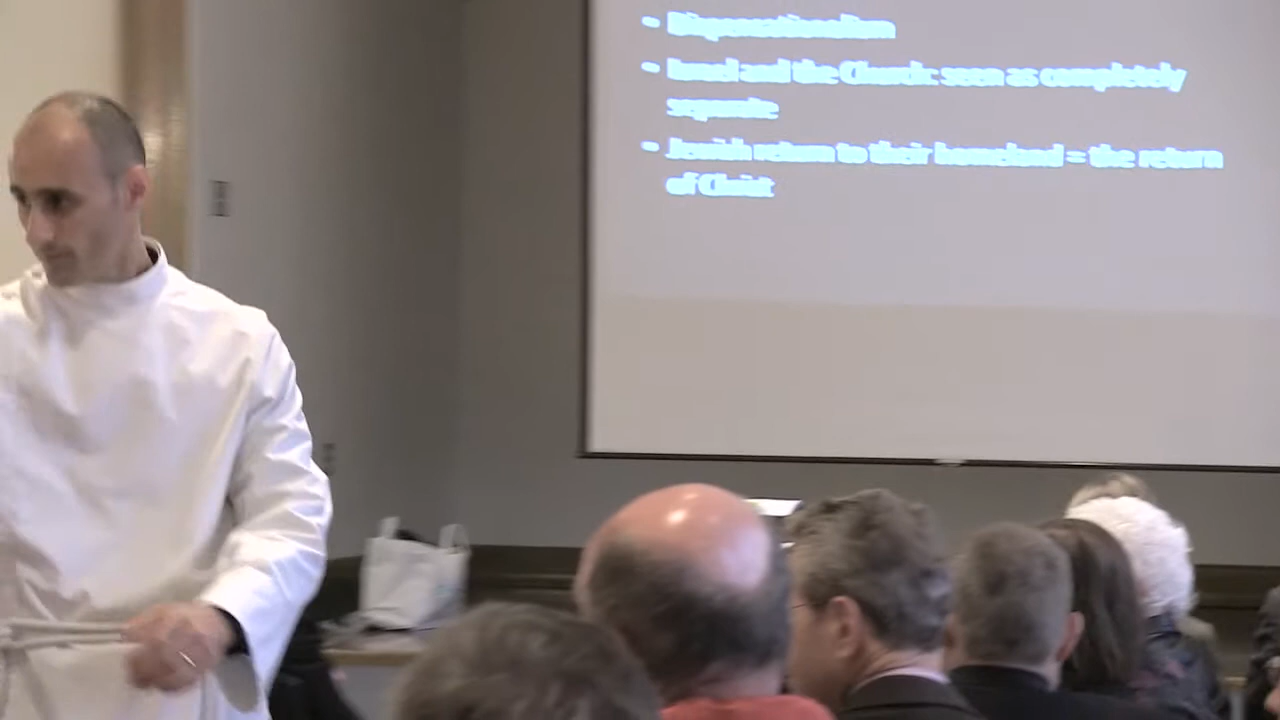 - Dispensationalism
- Israel and the Church: seen as completely
separate
- Jewish return to their homeland = the return
of Christ